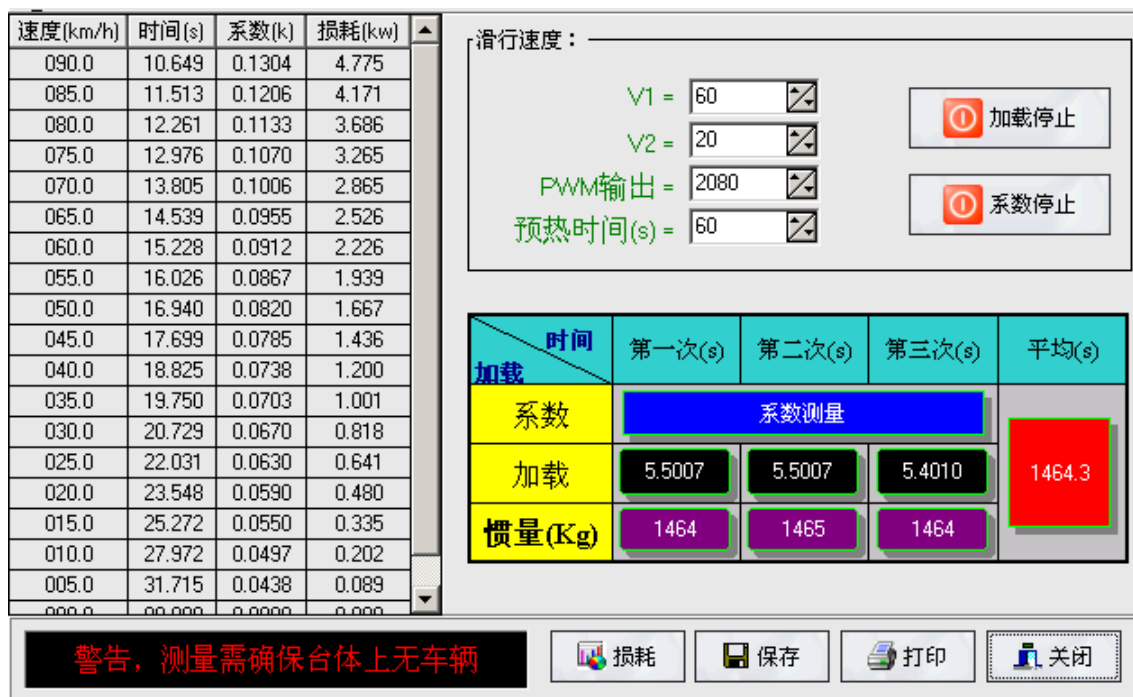 速度(km/h) 时间(s) 系数(k) 损耗(kw)
090.0 10.649 0.1304 4.775
085.0 11.513 0.1206 4.171
080.0 12.261 0.1133 3.686
075.0 12.976 0.1070 3.265
070.0 13.805 0.1006 2.865
065.0 14.539 0.0955 2.526
060.0 15.228 0.0912 2.226
055.0 16.026 0.0867 1.939
050.0 16.940 0.0820 1.667
045.0 17.699 0.0785 1.436
040.0 18.825 0.0738 1.200
035.0 19.750 0.0703 1.001
030.0 20.729 0.0670 0.818
025.0 22.031 0.0630 0.641
020.0 23.548 0.0590 0.480
015.0 25.272 0.0550 0.335
010.0 27.972 0.0497 0.202
005.0 31.715 0.0438 0.089
滑行速度：
V1 = 60
V2 = 20
PWM输出 = 2080
预热时间(s) = 60
加载停止
系数停止
时间
加载
第一次(s) 第二次(s) 第三次(s) 平均(s)
系数 系数测量
加载 5.5007 5.5007 5.4010 1464.3
惯量(Kg) 1464 1465 1464
警告，测量需确保台体上无车辆
损耗 保存 打印 关闭